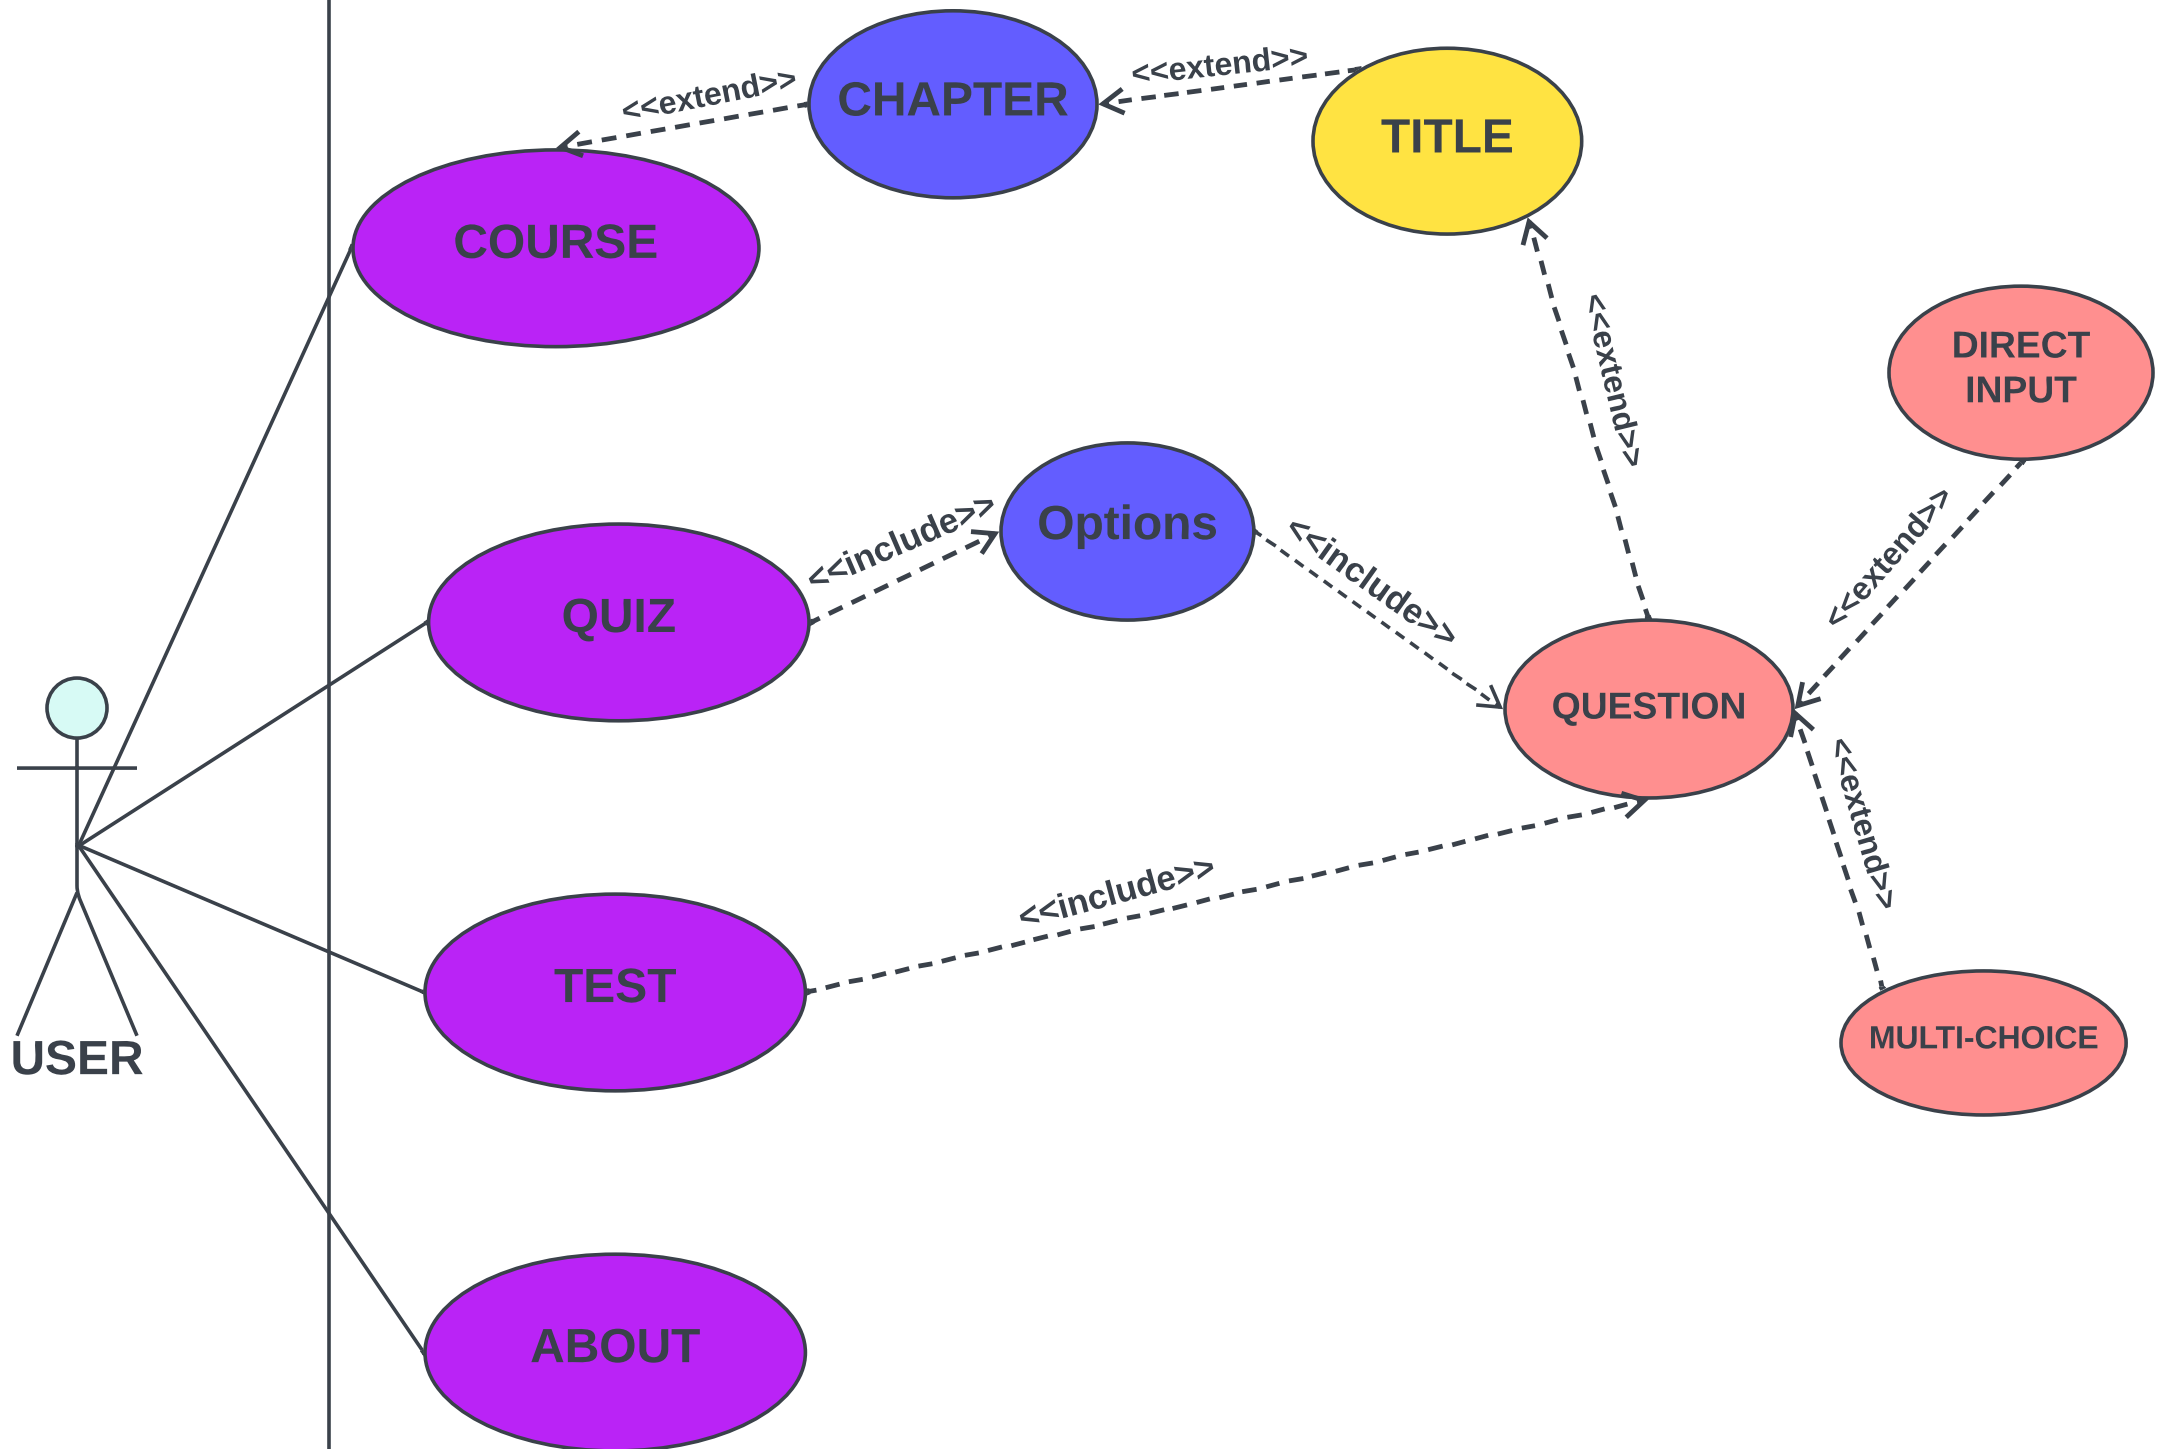 <<extend>>
CHAPTER
<<extend>>
TITLE
COURSE
<<extend>>
DIRECT
INPUT
<<include>>
Options
<<include>>
<<extend>>
QUIZ
QUESTION
<<extend>>
<<include>>
TEST
MULTI-CHOICE
USER
ABOUT